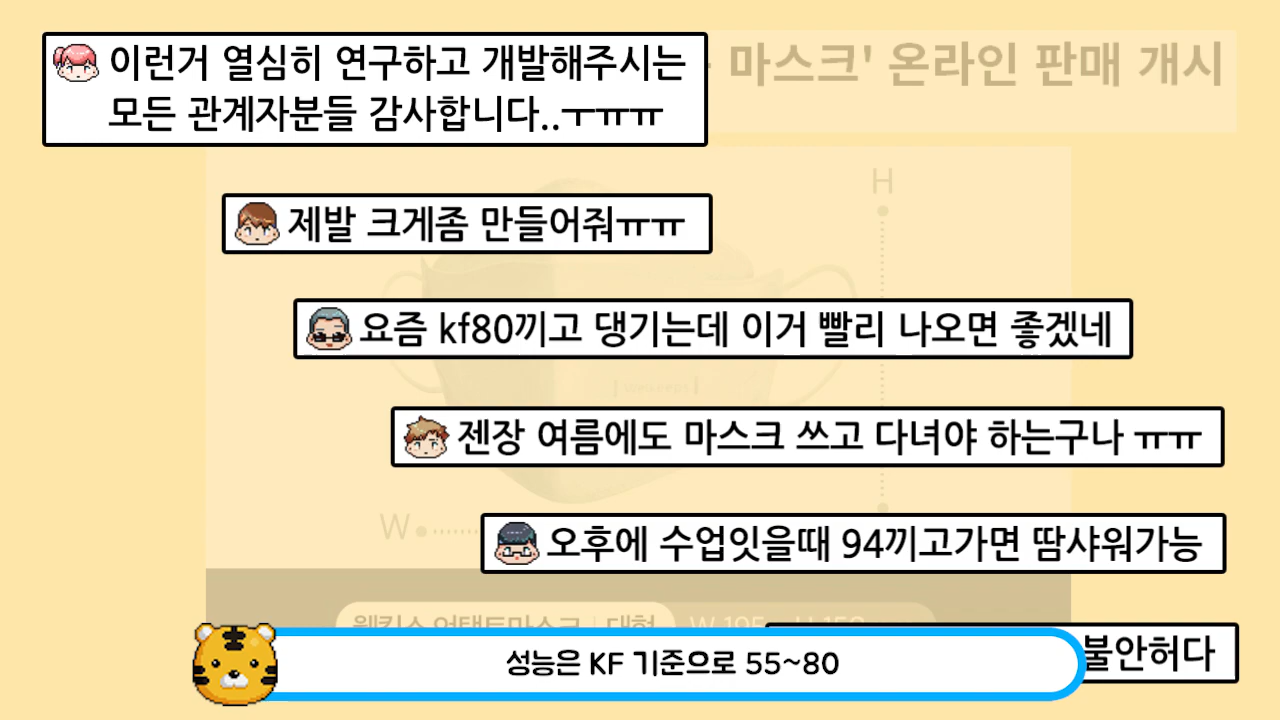 마스크' 온라인 판매 개시
이런거 열심히 연구하고 개발해주시는
모든 관계자분들 감사합니다..ㅜㅠㅠ
H
제발 크게좀 만들어줘ㅠㅠ
요즘 kf80끼고 댕기는데 이거 빨리 나오면 좋겠네
젠장 여름에도 마스크 쓰고 다녀야 하는구나 ㅠㅠ
W
오후에 수업잇을때 94끼고가면 땀샤워가능
불안허다
성능은 KF 기준으로 55~80